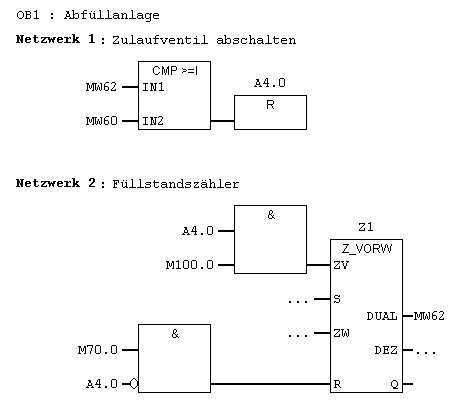 OB1 : Abfüllanlage
Netzwerk 1 : Zulaufventil abschalten
CMP >=I
MW62 IN1
A4.0
R
MW60 IN2
Netzwerk 2 : Füllstandszähler
&
A4.0
Z1
Z_VORW
M100.0 ZV
... S
DUAL MW62
& ... ZW
M70.0 DEZ ...
A4.0 R Q